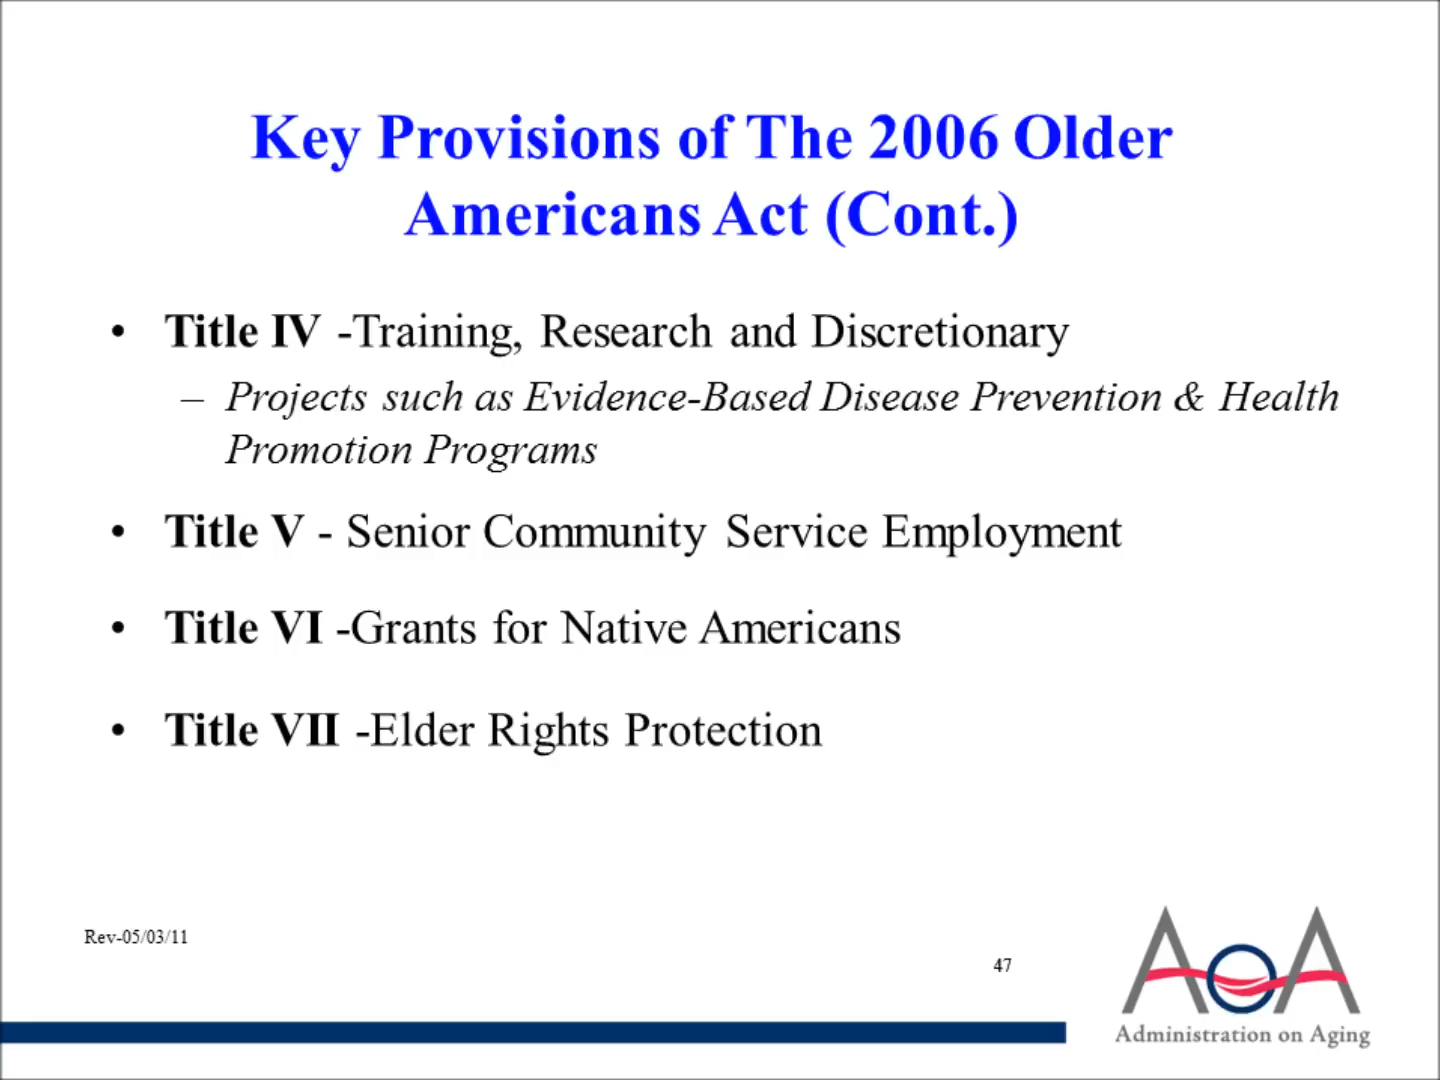 Key Provisions of The 2006 Older
Americans Act (Cont.)
• Title IV -Training, Research and Discretionary
– Projects such as Evidence-Based Disease Prevention & Health
Promotion Programs
• Title V - Senior Community Service Employment
• Title VI -Grants for Native Americans
• Title VII -Elder Rights Protection
Rev-05/03/11
47
AoA
Administration on Aging